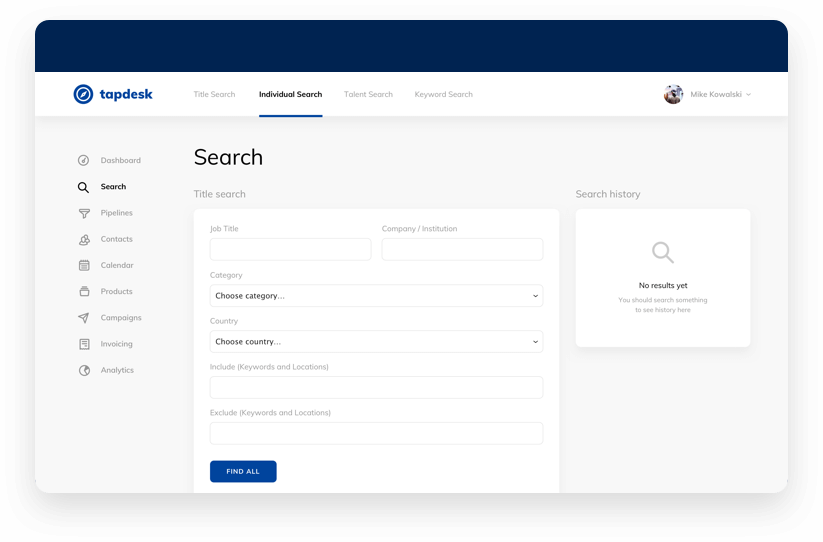 tapdesk
Title Search
Individual Search
Talent Search
Keyword Search
Mike Kowalski
Dashboard
Search
Pipelines
Contacts
Calendar
Products
Campaigns
Invoicing
Analytics
Search
Title search
Job Title
Company / Institution
Category
Choose category...
Country
Choose country...
Include (Keywords and Locations)
Exclude (Keywords and Locations)
FIND ALL
Search history
No results yet
You should search something
to see history here